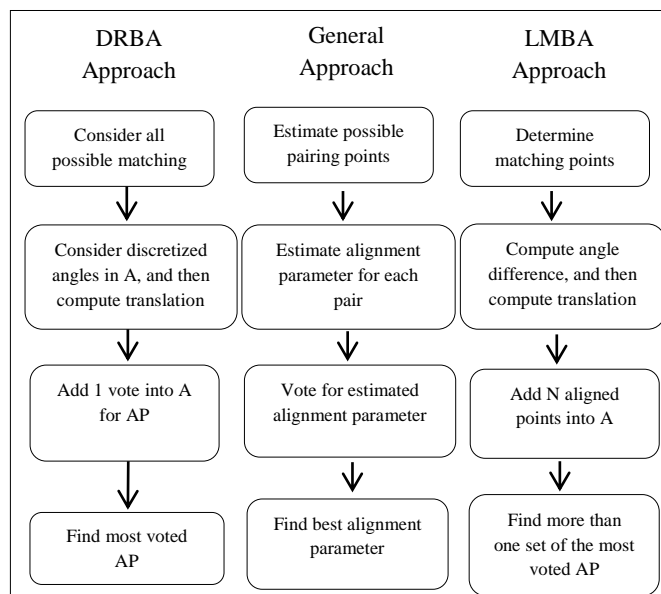 DRBA
Approach
General
Approach
LMBA
Approach
Consider all
possible matching
Estimate possible
pairing points
Determine
matching points
Consider discretized
angles in A, and then
compute translation
Estimate alignment
parameter for each
pair
Compute angle
difference, and then
compute translation
Add 1 vote into A
for AP
Vote for estimated
alignment parameter
Add N aligned
points into A
Find most voted
AP
Find best alignment
parameter
Find more than
one set of the most
voted AP